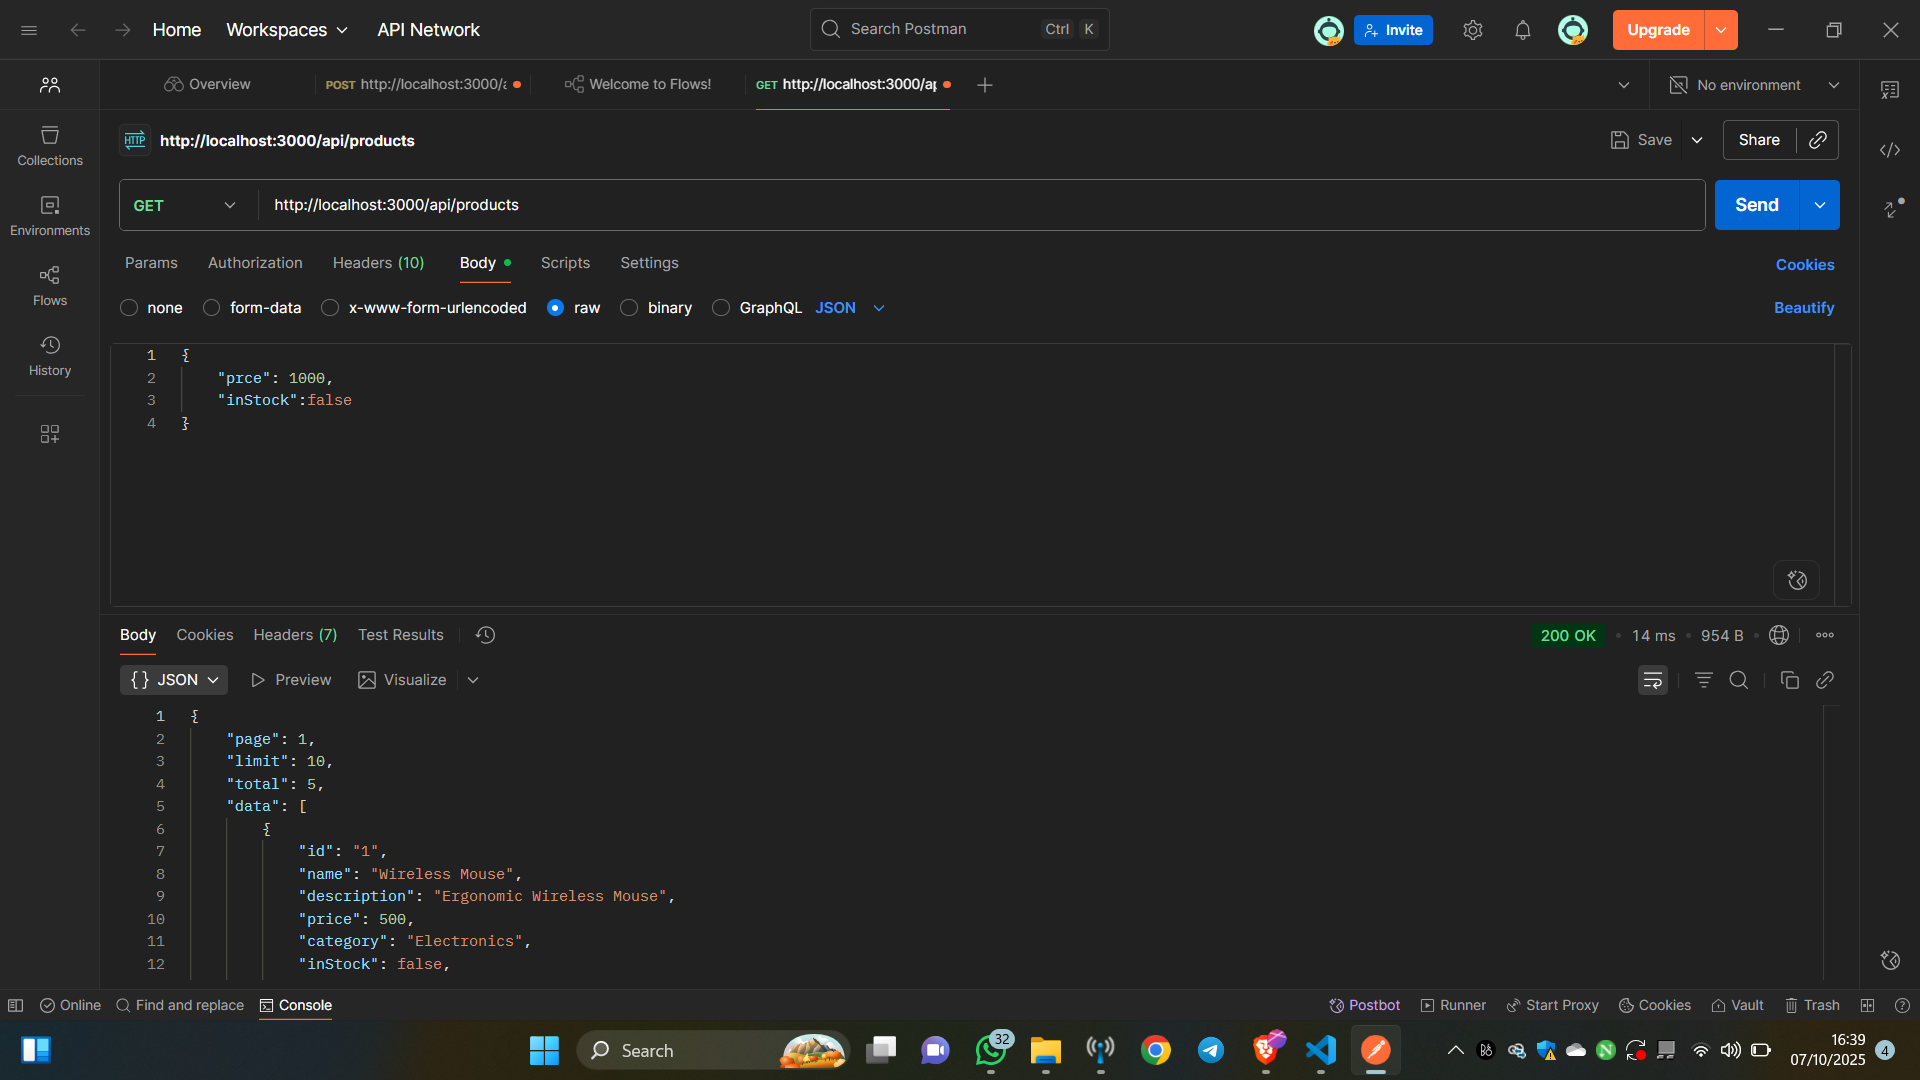 Home Workspaces API Network Search Postman Ctrl K Invite Upgrade
Overview POST http://localhost:3000/a Welcome to Flows! GET http://localhost:3000/ap No environment
HTTP http://localhost:3000/api/products Save Share
Collections
GET http://localhost:3000/api/products Send
Environments
Params Authorization Headers (10) Body Scripts Settings Cookies
Flows
none form-data x-www-form-urlencoded raw binary GraphQL JSON Beautify
History
1 {
2 "prce": 1000,
3 "inStock":false
4 }
Body Cookies Headers (7) Test Results 200 OK 14 ms 954 B
{} JSON Preview Visualize
1 {
2 "page": 1,
3 "limit": 10,
4 "total": 5,
5 "data": [
6 {
7 "id": "1",
8 "name": "Wireless Mouse",
9 "description": "Ergonomic Wireless Mouse",
10 "price": 500,
11 "category": "Electronics",
12 "inStock": false,
Online Find and replace Console Postbot Runner Start Proxy Cookies Vault Trash
Search 32 16:39
07/10/2025 4